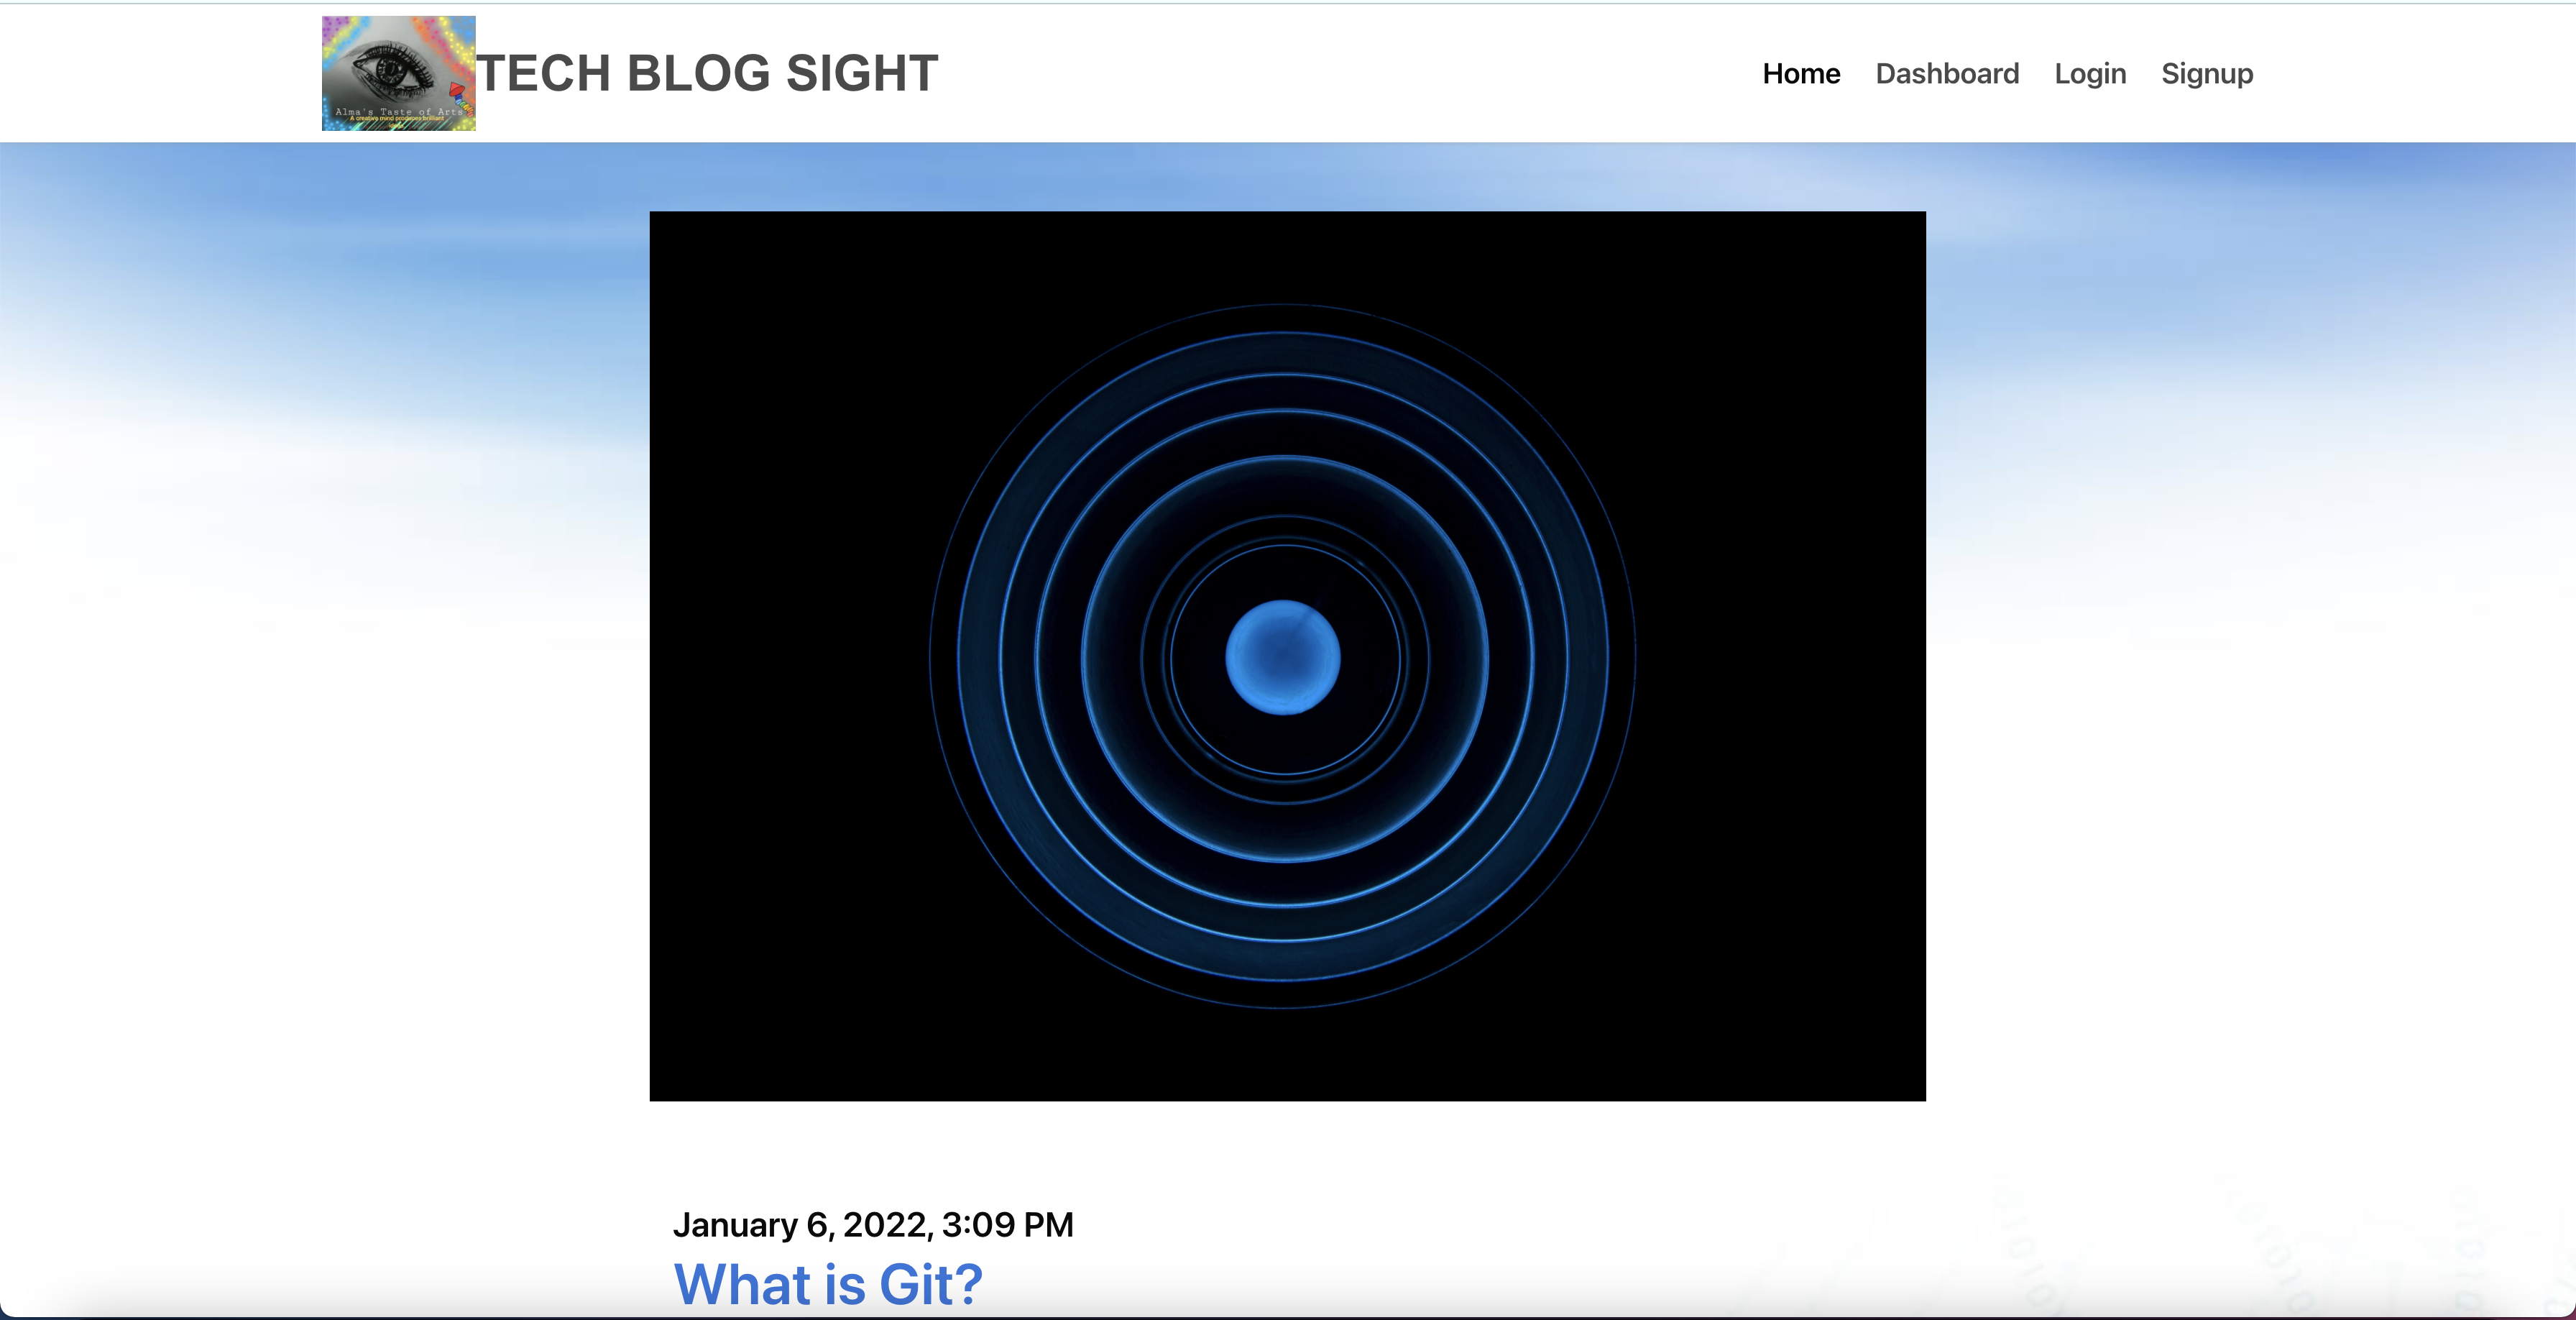 TECH BLOG SIGHT
Home Dashboard Login Signup
Alma's Taste of Arts
A creative mind produces brilliant
January 6, 2022, 3:09 PM
What is Git?